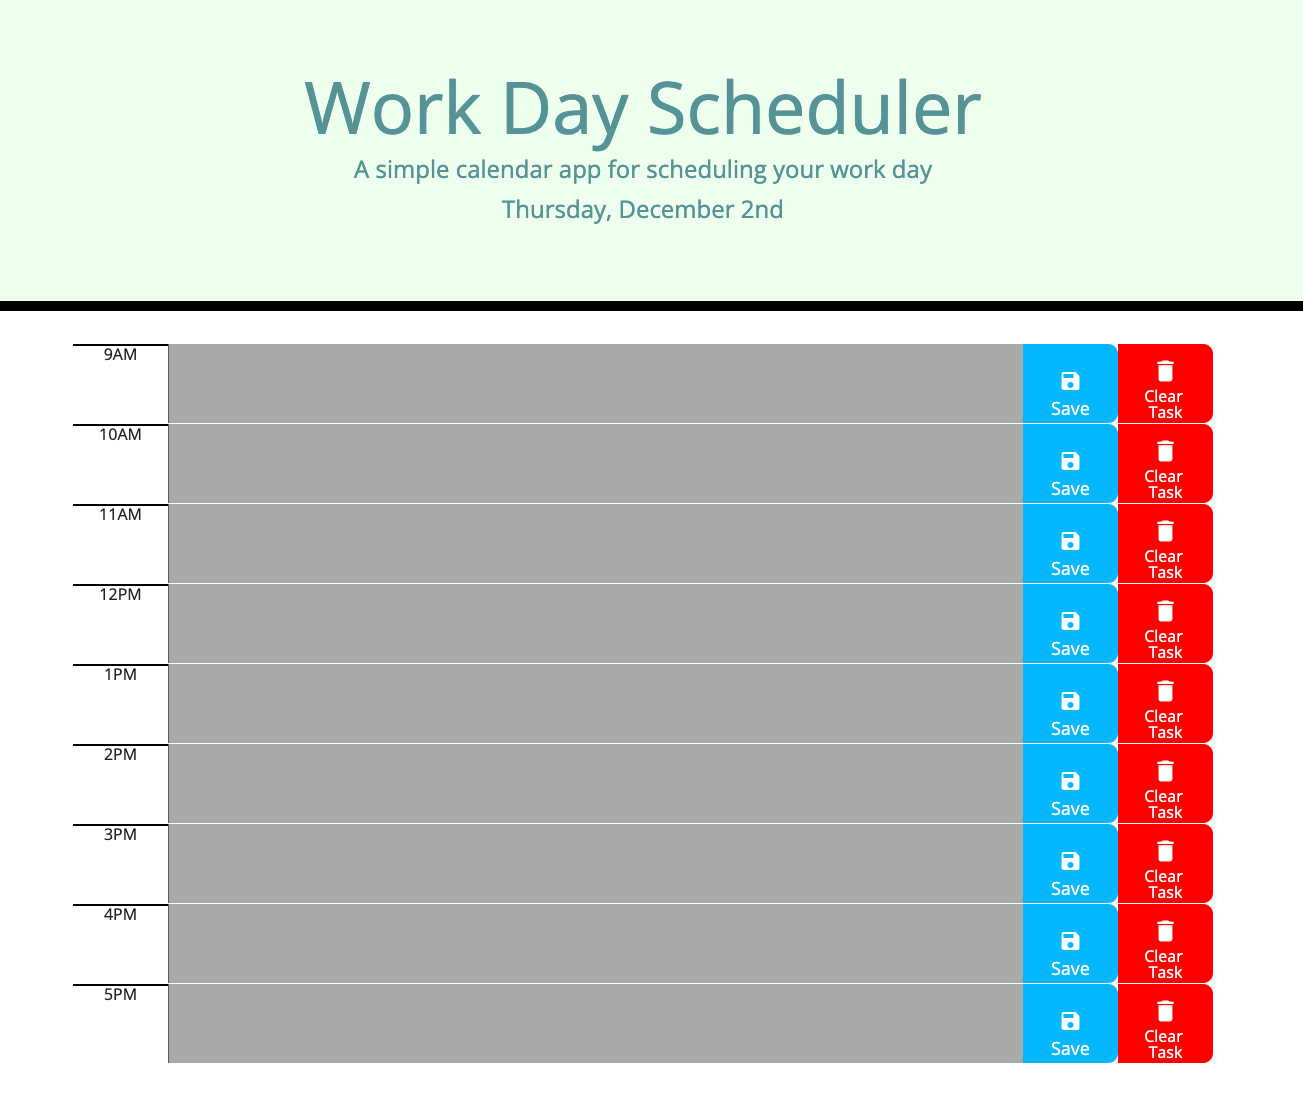 Work Day Scheduler
A simple calendar app for scheduling your work day
Thursday, December 2nd
9AM
Save
Clear
Task
10AM
Save
Clear
Task
11AM
Save
Clear
Task
12PM
Save
Clear
Task
1PM
Save
Clear
Task
2PM
Save
Clear
Task
3PM
Save
Clear
Task
4PM
Save
Clear
Task
5PM
Save
Clear
Task